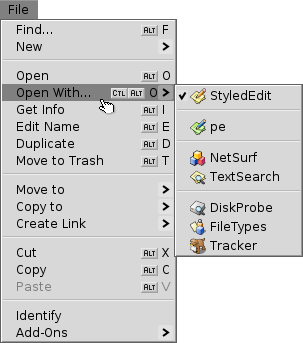 File
Find... ALT F
New
Open ALT O
Open With... CTL ALT O
Get Info ALT I
Edit Name ALT E
Duplicate ALT D
Move to Trash ALT T
Move to
Copy to
Create Link
Cut ALT X
Copy ALT C
Paste ALT V
Identify
Add-Ons
StyledEdit
pe
NetSurf
TextSearch
DiskProbe
FileTypes
Tracker